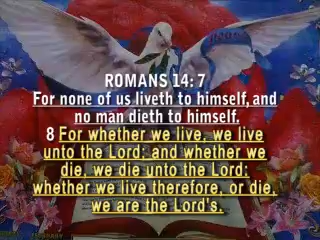 ROMANS 14:7
For none of us liveth to himself, and
no man dieth to himself.
8 For whether we live, we live
unto the Lord; and whether we
die, we die unto the Lord:
whether we live therefore, or die,
we are the Lord's.